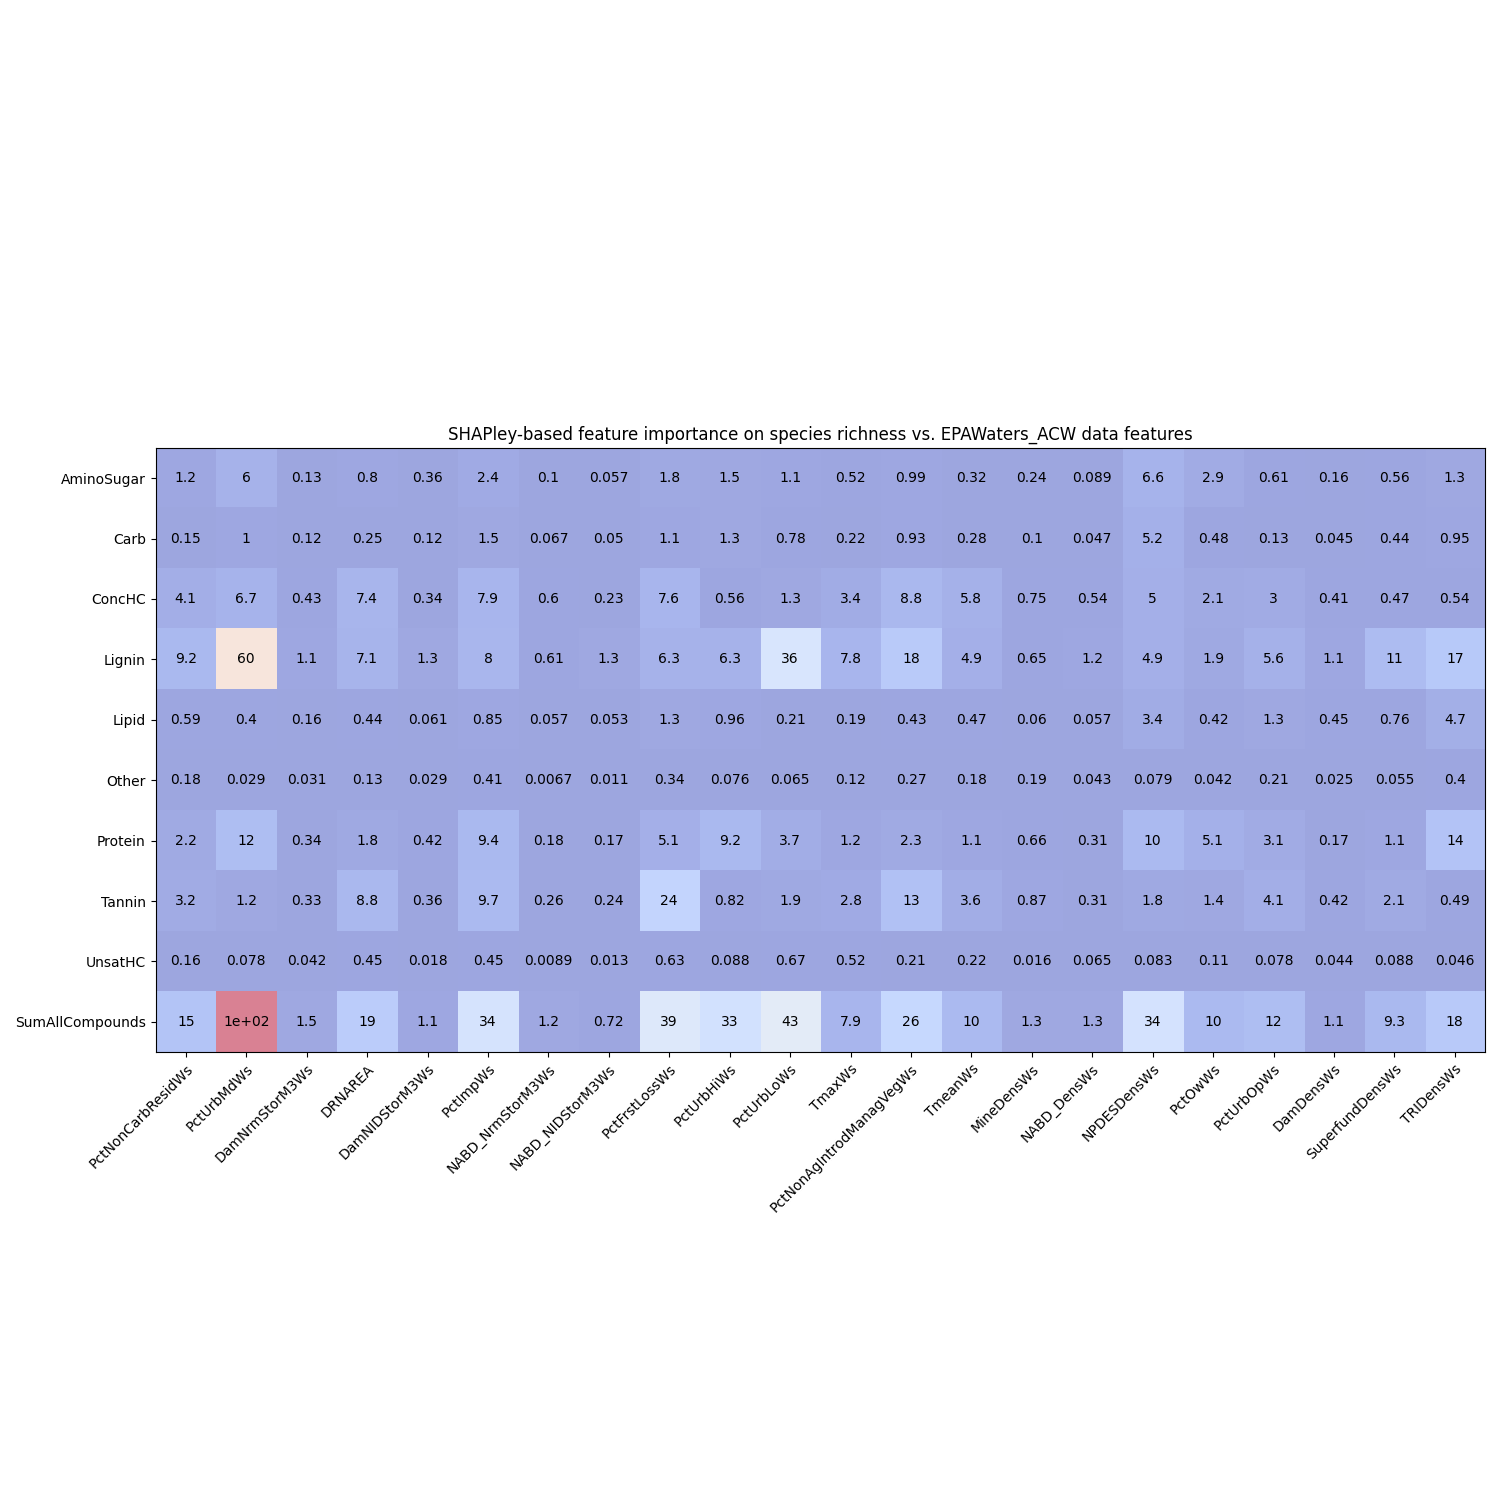 SHAPley-based feature importance on species richness vs. EPAWaters_ACW data features
AminoSugar 1.2 6 0.13 0.8 0.36 2.4 0.1 0.057 1.8 1.5 1.1 0.52 0.99 0.32 0.24 0.089 6.6 2.9 0.61 0.16 0.56 1.3
Carb 0.15 1 0.12 0.25 0.12 1.5 0.067 0.05 1.1 1.3 0.78 0.22 0.93 0.28 0.1 0.047 5.2 0.48 0.13 0.045 0.44 0.95
ConcHC 4.1 6.7 0.43 7.4 0.34 7.9 0.6 0.23 7.6 0.56 1.3 3.4 8.8 5.8 0.75 0.54 5 2.1 3 0.41 0.47 0.54
Lignin 9.2 60 1.1 7.1 1.3 8 0.61 1.3 6.3 6.3 36 7.8 18 4.9 0.65 1.2 4.9 1.9 5.6 1.1 11 17
Lipid 0.59 0.4 0.16 0.44 0.061 0.85 0.057 0.053 1.3 0.96 0.21 0.19 0.43 0.47 0.06 0.057 3.4 0.42 1.3 0.45 0.76 4.7
Other 0.18 0.029 0.031 0.13 0.029 0.41 0.0067 0.011 0.34 0.076 0.065 0.12 0.27 0.18 0.19 0.043 0.079 0.042 0.21 0.025 0.055 0.4
Protein 2.2 12 0.34 1.8 0.42 9.4 0.18 0.17 5.1 9.2 3.7 1.2 2.3 1.1 0.66 0.31 10 5.1 3.1 0.17 1.1 14
Tannin 3.2 1.2 0.33 8.8 0.36 9.7 0.26 0.24 24 0.82 1.9 2.8 13 3.6 0.87 0.31 1.8 1.4 4.1 0.42 2.1 0.49
UnsatHC 0.16 0.078 0.042 0.45 0.018 0.45 0.0089 0.013 0.63 0.088 0.67 0.52 0.21 0.22 0.016 0.065 0.083 0.11 0.078 0.044 0.088 0.046
SumAllCompounds 15 1e+02 1.5 19 1.1 34 1.2 0.72 39 33 43 7.9 26 10 1.3 1.3 34 10 12 1.1 9.3 18
PctNonCarbResidWs PctUrbMdWs DamNrmStorM3Ws DRNAREA DamNIDStorM3Ws PctImpWs NABD_NrmStorM3Ws NABD_NIDStorM3Ws PctFrstLossWs PctUrbHiWs PctUrbLoWs TmaxWs PctNonAgIntrodManagVegWs TmeanWs MineDensWs NABD_DensWs NPDESDensWs PctOwWs PctUrbOpWs DamDensWs SuperfundDensWs TRIDensWs